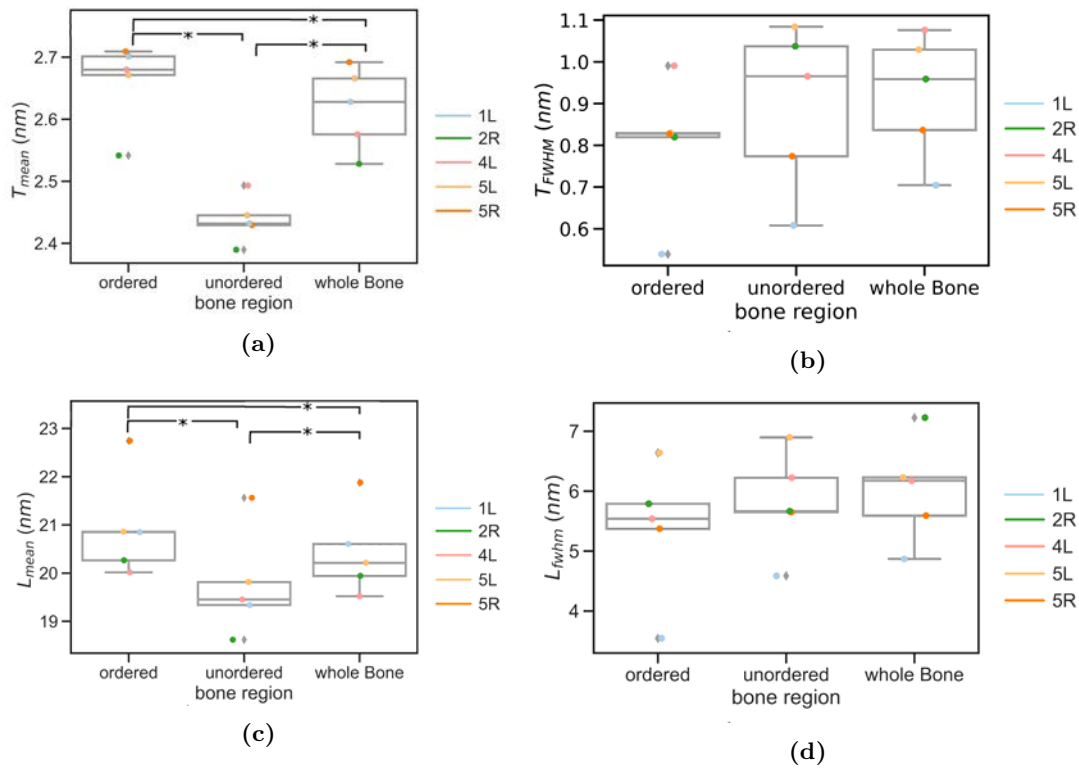 *
*
*
2.7
2.6
2.5
2.4
T_mean (nm)
ordered
unordered
whole Bone
bone region
1L
2R
4L
5L
5R
(a)
1.1
1.0
0.9
0.8
0.7
0.6
T_FWHM (nm)
ordered
unordered
whole Bone
bone region
1L
2R
4L
5L
5R
(b)
*
*
*
23
22
21
20
19
L_mean (nm)
ordered
unordered
whole Bone
bone region
1L
2R
4L
5L
5R
(c)
7
6
5
4
L_fwhm (nm)
ordered
unordered
whole Bone
bone region
1L
2R
4L
5L
5R
(d)